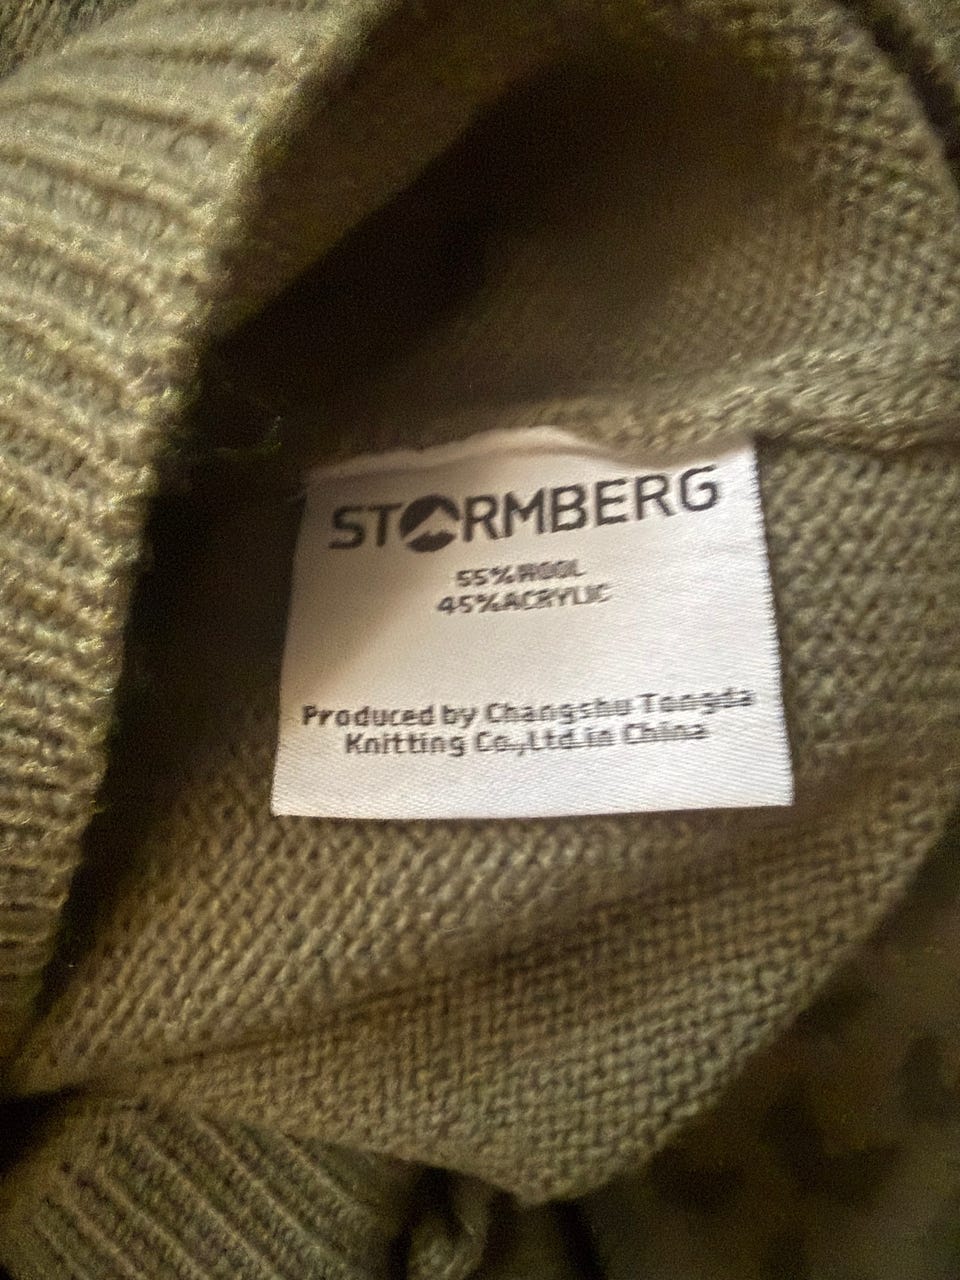 STORMBERG
55%WOOL
45%ACRYLIC
Produced by Changshu Tongda
Knitting Co.,Ltd.in China